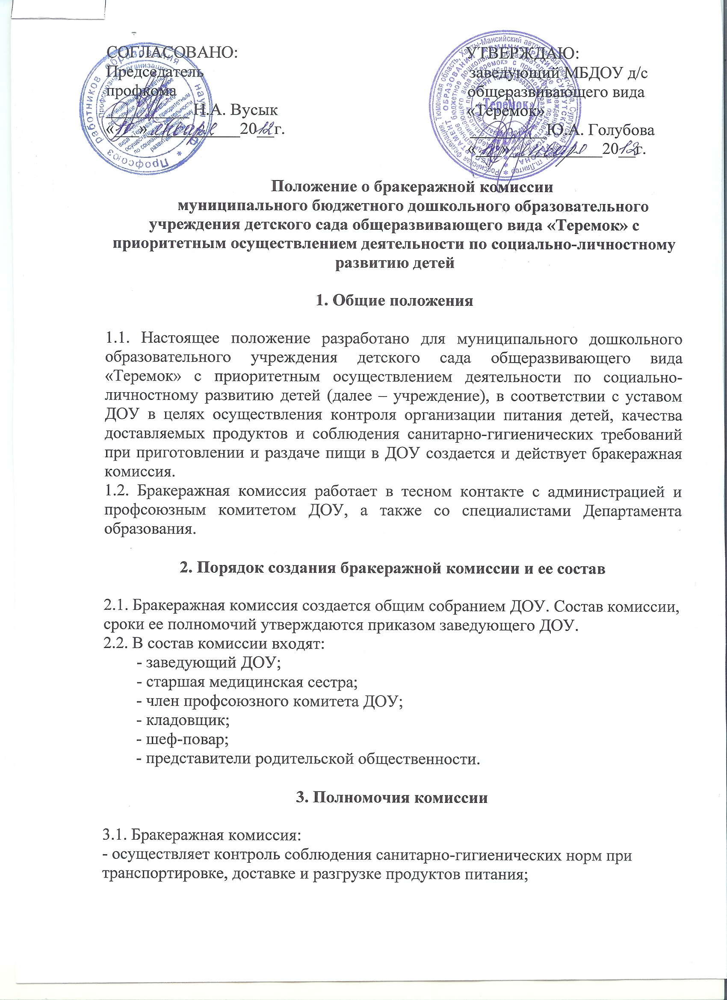 СОГЛАСОВАНО:
Председатель
профкома
Н.А. Вусык
« » января 2012 г.
УТВЕРЖДАЮ:
заведующий МБДОУ д/с
общеразвивающего вида
«Теремок»
Ю.А. Голубова
« » января 2012 г.
Положение о бракеражной комиссии
муниципального бюджетного дошкольного образовательного
учреждения детского сада общеразвивающего вида «Теремок» с
приоритетным осуществлением деятельности по социально-личностному
развитию детей
1. Общие положения
1.1. Настоящее положение разработано для муниципального дошкольного
образовательного учреждения детского сада общеразвивающего вида
«Теремок» с приоритетным осуществлением деятельности по социально-
личностному развитию детей (далее – учреждение), в соответствии с уставом
ДОУ в целях осуществления контроля организации питания детей, качества
доставляемых продуктов и соблюдения санитарно-гигиенических требований
при приготовлении и раздаче пищи в ДОУ создается и действует бракеражная
комиссия.
1.2. Бракеражная комиссия работает в тесном контакте с администрацией и
профсоюзным комитетом ДОУ, а также со специалистами Департамента
образования.
2. Порядок создания бракеражной комиссии и ее состав
2.1. Бракеражная комиссия создается общим собранием ДОУ. Состав комиссии,
сроки ее полномочий утверждаются приказом заведующего ДОУ.
2.2. В состав комиссии входят:
- заведующий ДОУ;
- старшая медицинская сестра;
- член профсоюзного комитета ДОУ;
- кладовщик;
- шеф-повар;
- представители родительской общественности.
3. Полномочия комиссии
3.1. Бракеражная комиссия:
- осуществляет контроль соблюдения санитарно-гигиенических норм при
транспортировке, доставке и разгрузке продуктов питания;